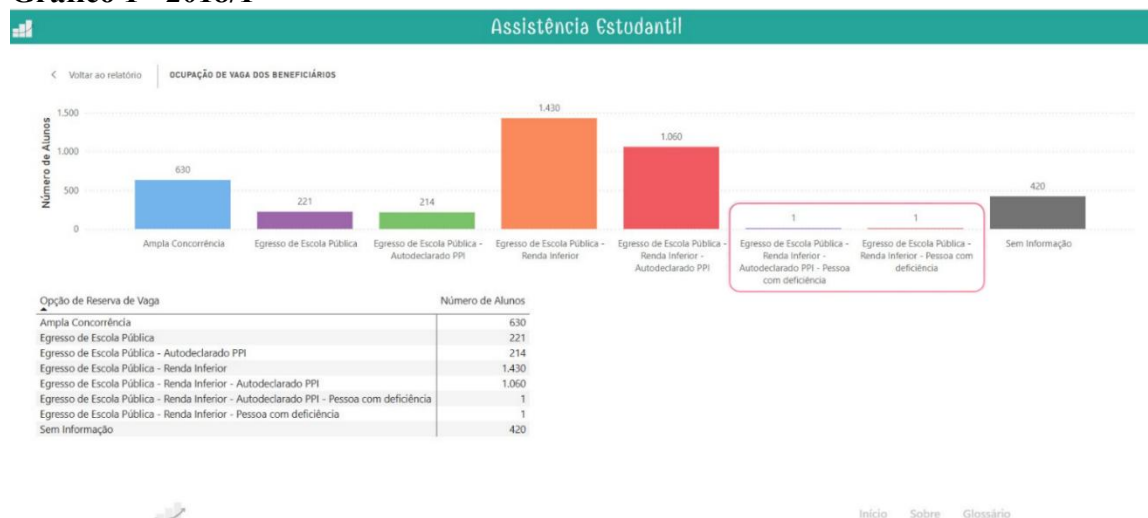 Gráfico 1 - 2018/1
Assistência Estudantil
Voltar ao relatório
OCUPAÇÃO DE VAGA DOS BENEFICIÁRIOS
Número de Alunos
1.500
1.000
500
0
630
221
214
1.430
1.060
1
1
420
Ampla Concorrência
Egresso de Escola Pública
Egresso de Escola Pública -
Autodeclarado PPI
Egresso de Escola Pública -
Renda Inferior
Egresso de Escola Pública -
Renda Inferior -
Autodeclarado PPI
Egresso de Escola Pública -
Renda Inferior -
Autodeclarado PPI - Pessoa
com deficiência
Egresso de Escola Pública -
Renda Inferior - Pessoa com
deficiência
Sem Informação
Opção de Reserva de Vaga Número de Alunos
Ampla Concorrência 630
Egresso de Escola Pública 221
Egresso de Escola Pública - Autodeclarado PPI 214
Egresso de Escola Pública - Renda Inferior 1.430
Egresso de Escola Pública - Renda Inferior - Autodeclarado PPI 1.060
Egresso de Escola Pública - Renda Inferior - Autodeclarado PPI - Pessoa com deficiência 1
Egresso de Escola Pública - Renda Inferior - Pessoa com deficiência 1
Sem Informação 420
Início Sobre Glossário